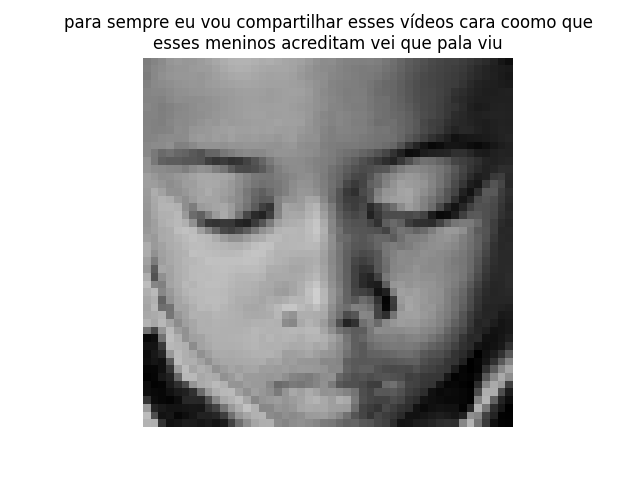 para sempre eu vou compartilhar esses vídeos cara coomo que
esses meninos acreditam vei que pala viu